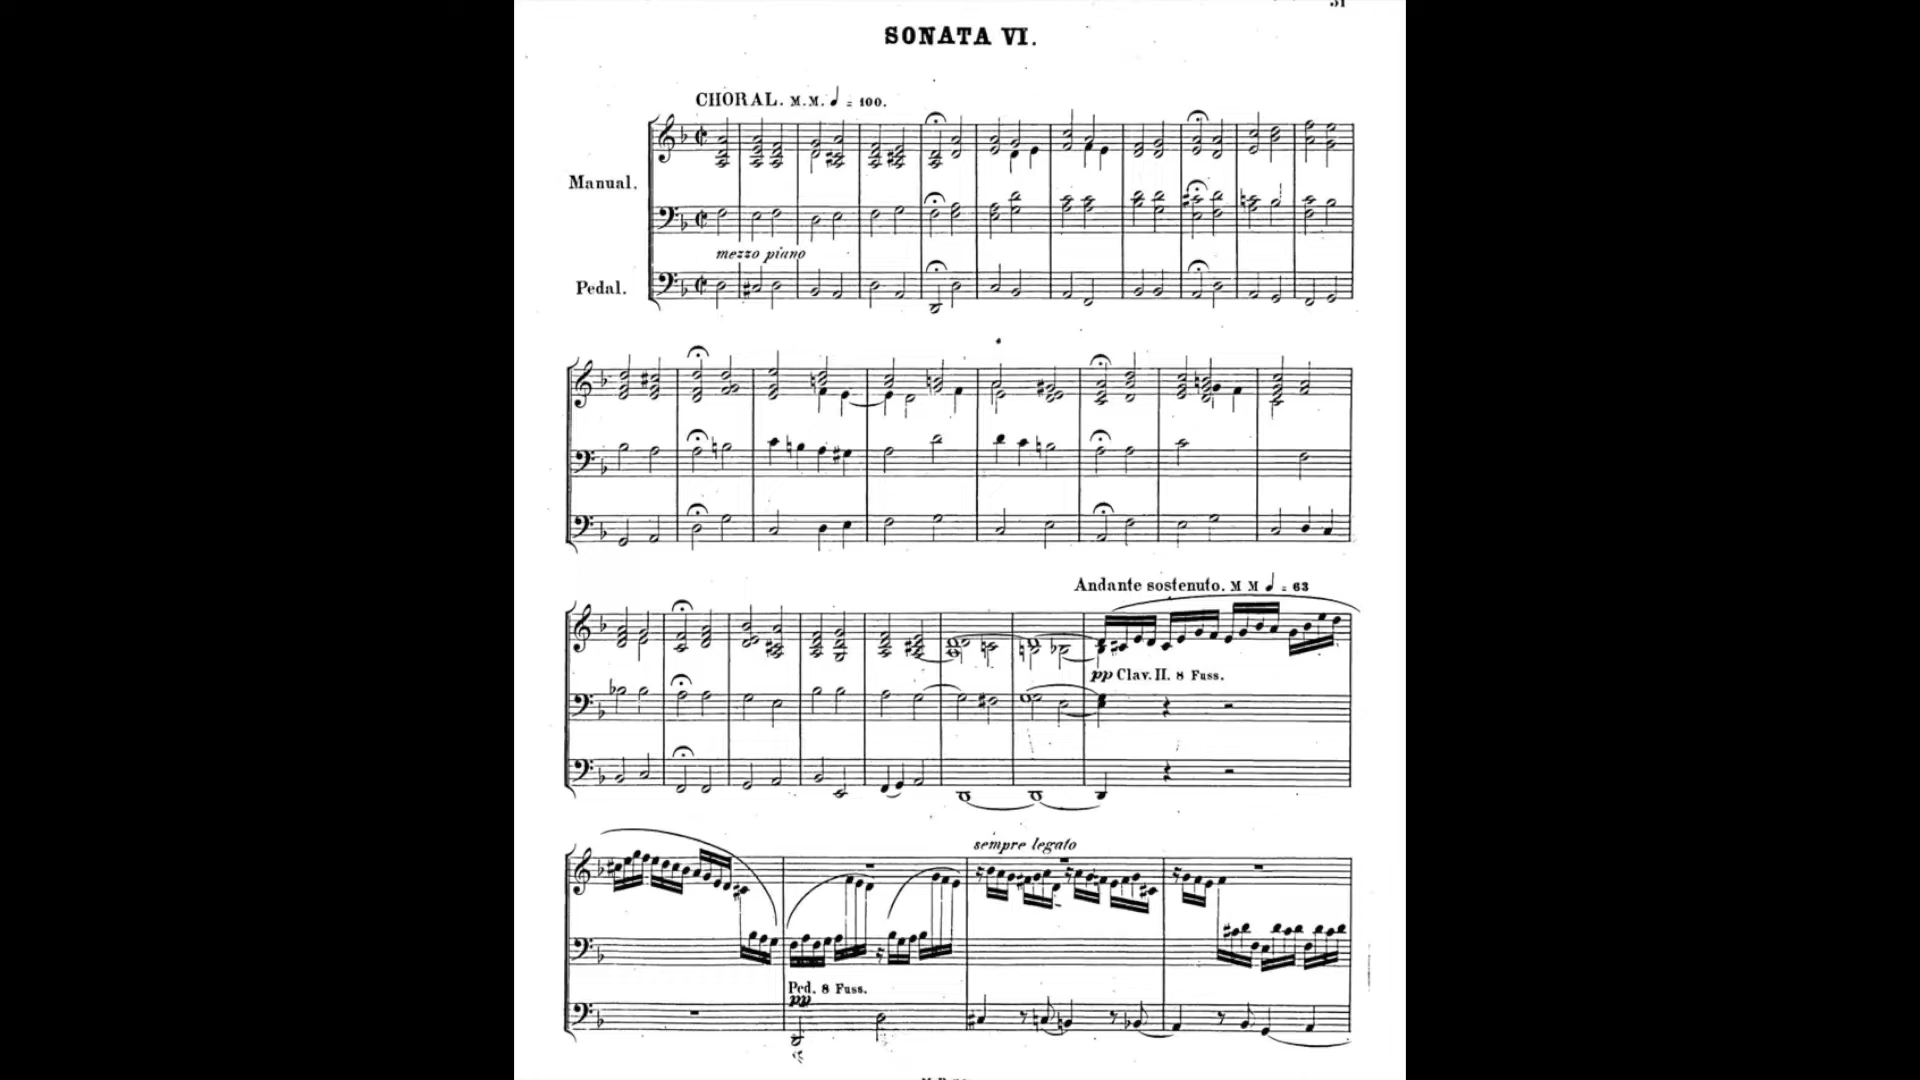 SONATA VI.
CHORAL. M.M. = 100.
Manual.
mezzo piano
Pedal.
Andante sostenuto. M M = 63
pp Clav. II. 8 Fuss.
sempre legato
Ped. 8 Fuss.
pp